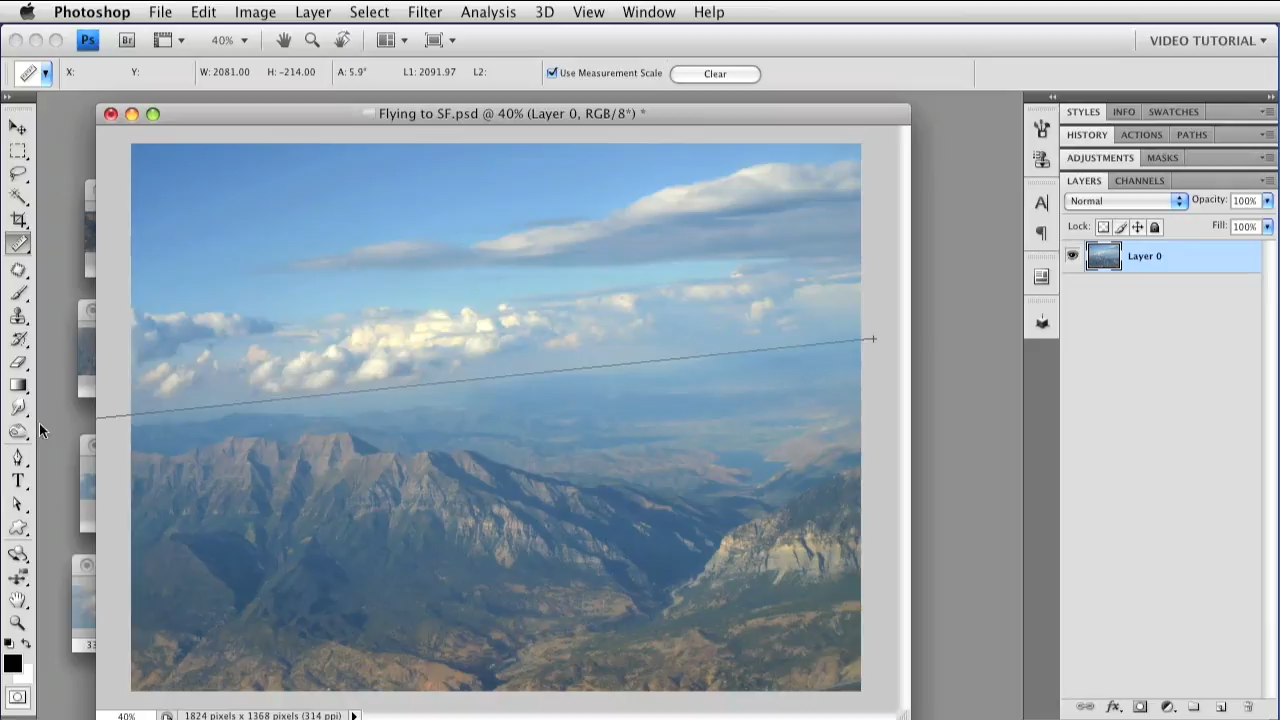 Photoshop File Edit Image Layer Select Filter Analysis 3D View Window Help
Ps Br 40% VIDEO TUTORIAL
X: Y: W: 2081.00 H: -214.00 A: 5.9° L1: 2091.97 L2: Use Measurement Scale Clear
Flying to SF.psd @ 40% (Layer 0, RGB/8*) *
STYLES INFO SWATCHES
HISTORY ACTIONS PATHS
ADJUSTMENTS MASKS
LAYERS CHANNELS
Normal Opacity: 100%
Lock: Fill: 100%
Layer 0
A
T
33
fx
40% 1824 pixels x 1368 pixels (314 ppi)